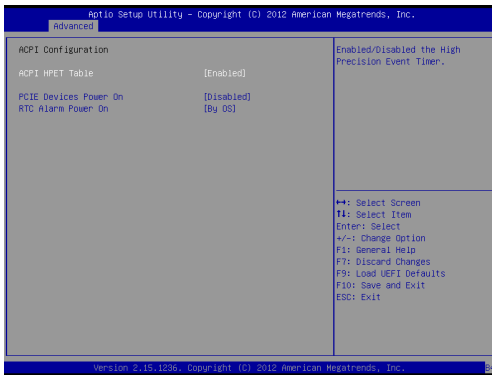 Aptio Setup Utility – Copyright (C) 2012 American Megatrends, Inc.
Advanced
ACPI Configuration
ACPI HPET Table [Enabled]
PCIE Devices Power On [Disabled]
RTC Alarm Power On [By OS]
Enabled/Disabled the High
Precision Event Timer.
↔: Select Screen
↑↓: Select Item
Enter: Select
+/-: Change Option
F1: General Help
F7: Discard Changes
F9: Load UEFI Defaults
F10: Save and Exit
ESC: Exit
Version 2.15.1236. Copyright (C) 2012 American Megatrends, Inc.